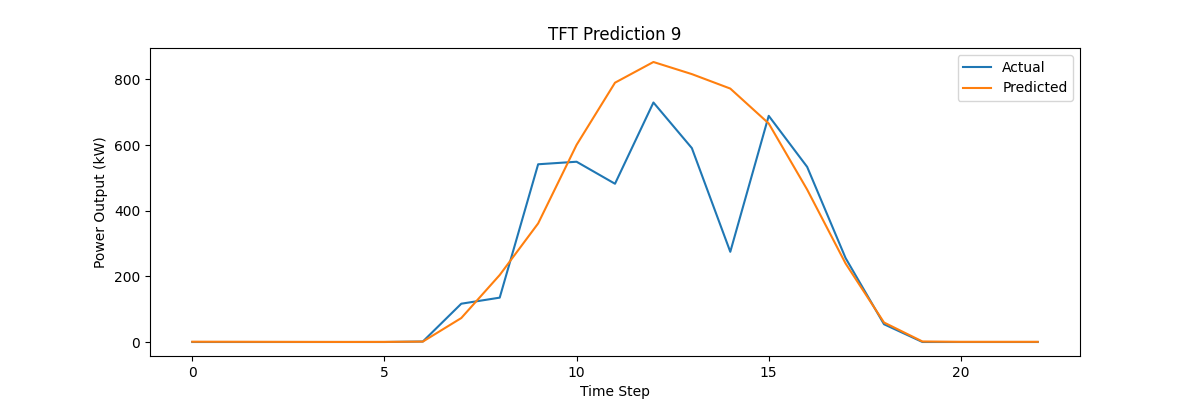 TFT Prediction 9
Actual
Predicted
Power Output (kW)
800
600
400
200
0
0 5 10 15 20
Time Step